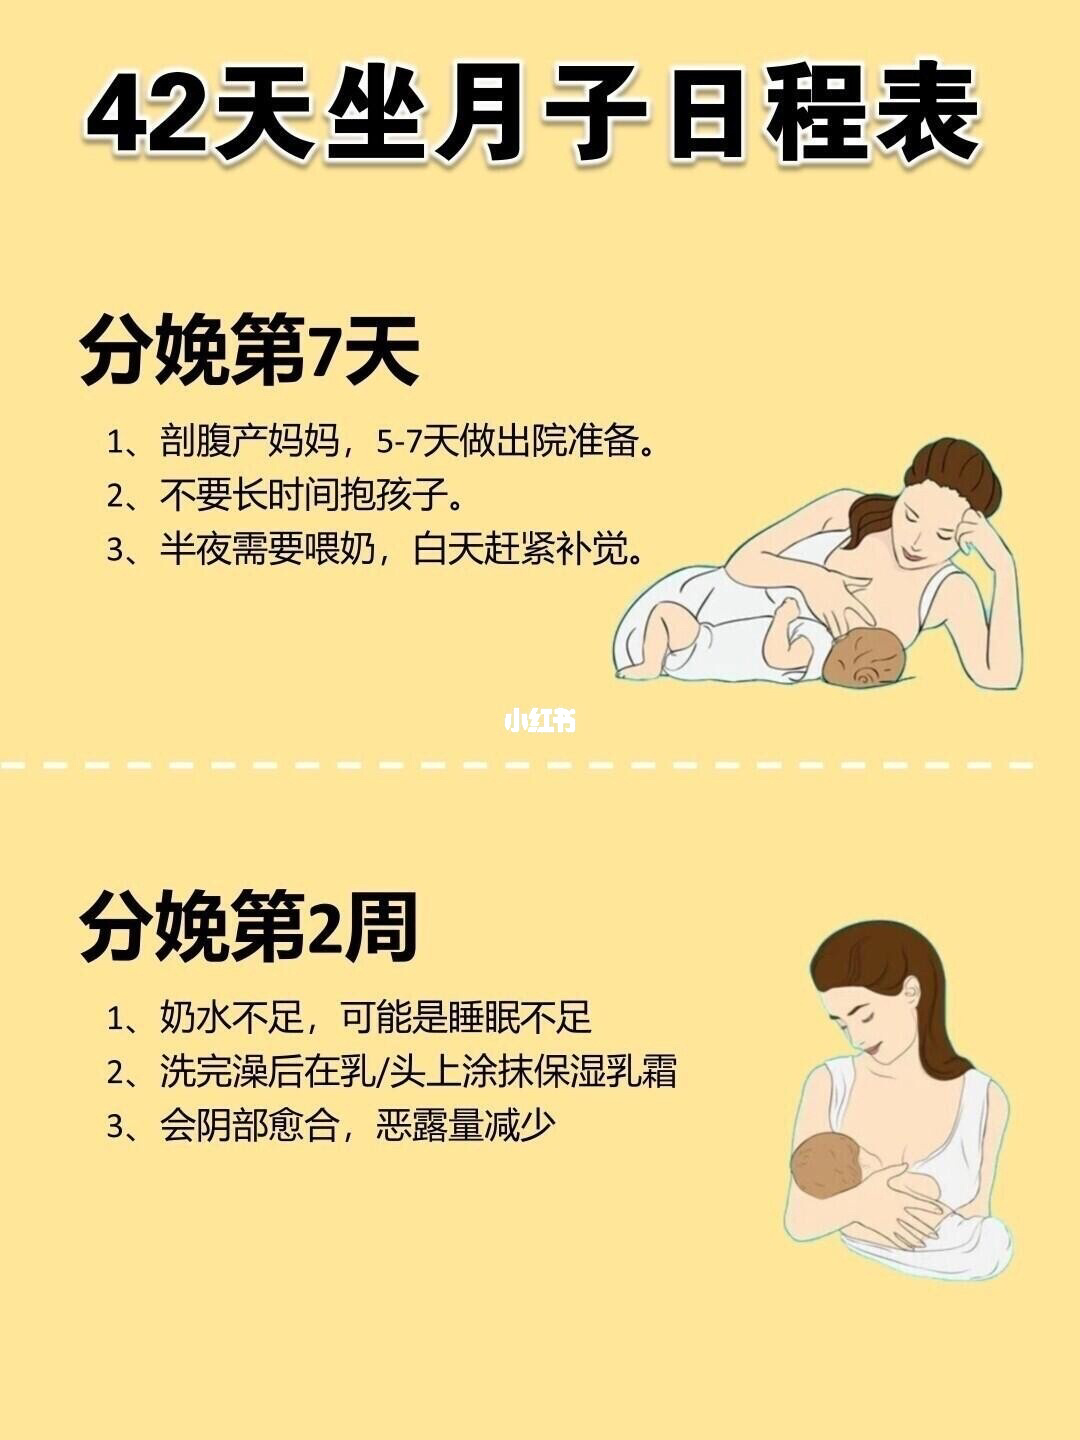 42天坐月子日程表
分娩第7天
1、剖腹产妈妈，5-7天做出院准备。
2、不要长时间抱孩子。
3、半夜需要喂奶，白天赶紧补觉。
小红书
分娩第2周
1、奶水不足，可能是睡眠不足
2、洗完澡后在乳/头上涂抹保湿乳霜
3、会阴部愈合，恶露量减少